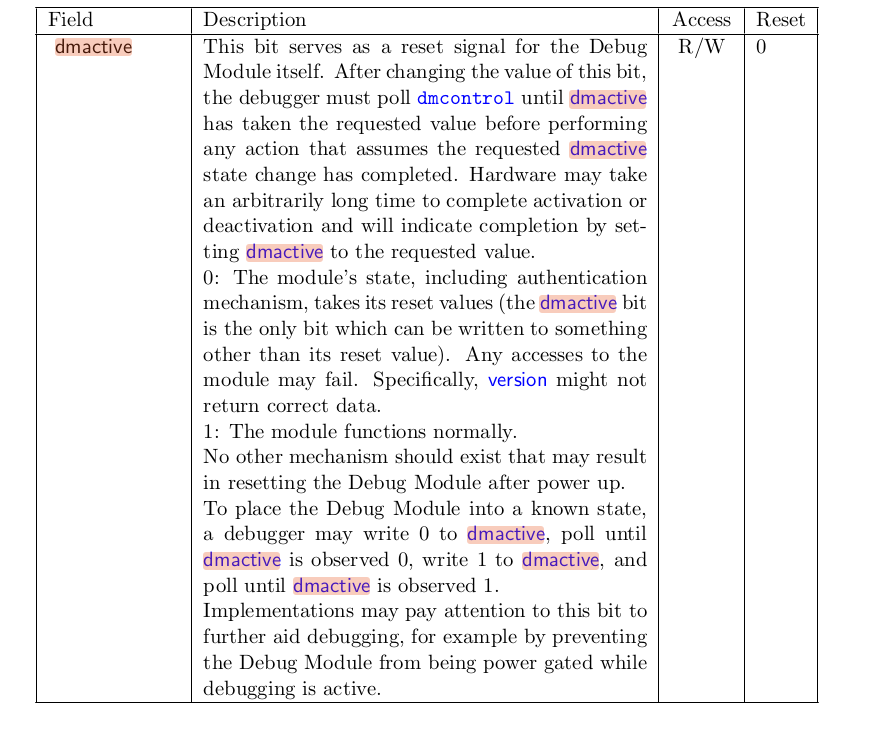 Field Description Access Reset
dmactive This bit serves as a reset signal for the Debug R/W 0
Module itself. After changing the value of this bit,
the debugger must poll dmcontrol until dmactive
has taken the requested value before performing
any action that assumes the requested dmactive
state change has completed. Hardware may take
an arbitrarily long time to complete activation or
deactivation and will indicate completion by set-
ting dmactive to the requested value.
0: The module's state, including authentication
mechanism, takes its reset values (the dmactive bit
is the only bit which can be written to something
other than its reset value). Any accesses to the
module may fail. Specifically, version might not
return correct data.
1: The module functions normally.
No other mechanism should exist that may result
in resetting the Debug Module after power up.
To place the Debug Module into a known state,
a debugger may write 0 to dmactive, poll until
dmactive is observed 0, write 1 to dmactive, and
poll until dmactive is observed 1.
Implementations may pay attention to this bit to
further aid debugging, for example by preventing
the Debug Module from being power gated while
debugging is active.